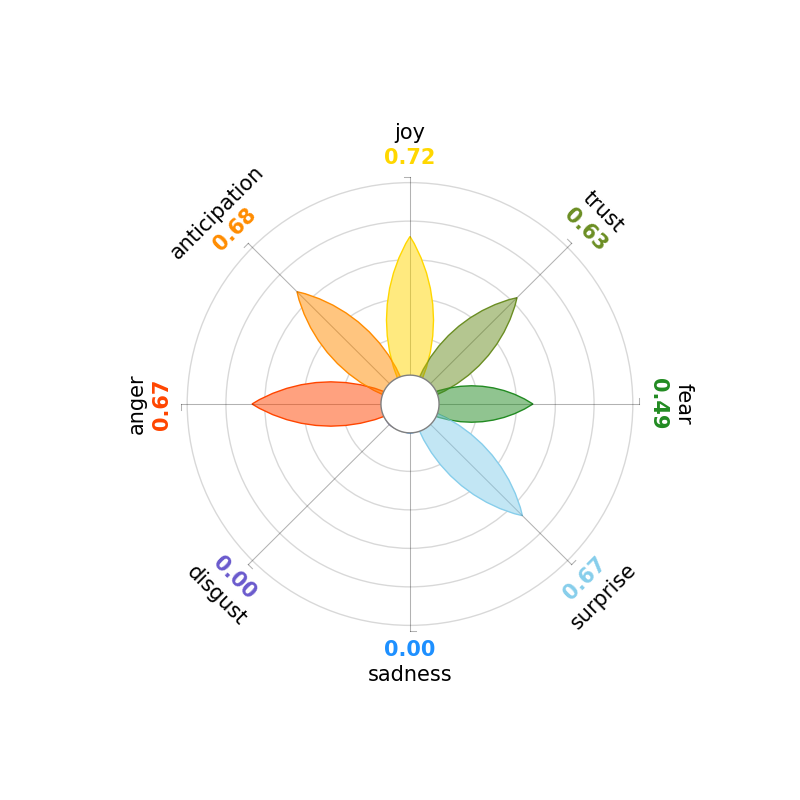 joy
0.72
trust
0.63
fear
0.49
surprise
0.67
sadness
0.00
disgust
0.00
anger
0.67
anticipation
0.68